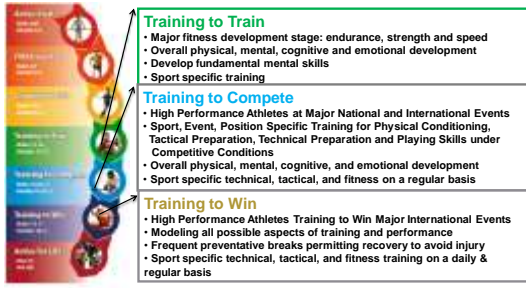 Training to Train
• Major fitness development stage: endurance, strength and speed
• Overall physical, mental, cognitive and emotional development
• Develop fundamental mental skills
• Sport specific training
Training to Compete
• High Performance Athletes at Major National and International Events
• Sport, Event, Position Specific Training for Physical Conditioning,
Tactical Preparation, Technical Preparation and Playing Skills under
Competitive Conditions
• Overall physical, mental, cognitive, and emotional development
• Sport specific technical, tactical, and fitness on a regular basis
Training to Win
• High Performance Athletes Training to Win Major International Events
• Modeling all possible aspects of training and performance
• Frequent preventative breaks permitting recovery to avoid injury
• Sport specific technical, tactical, and fitness training on a daily &
regular basis